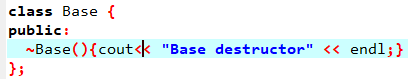 class Base {
public:
  ~Base(){cout<< "Base destructor" << endl;}
};